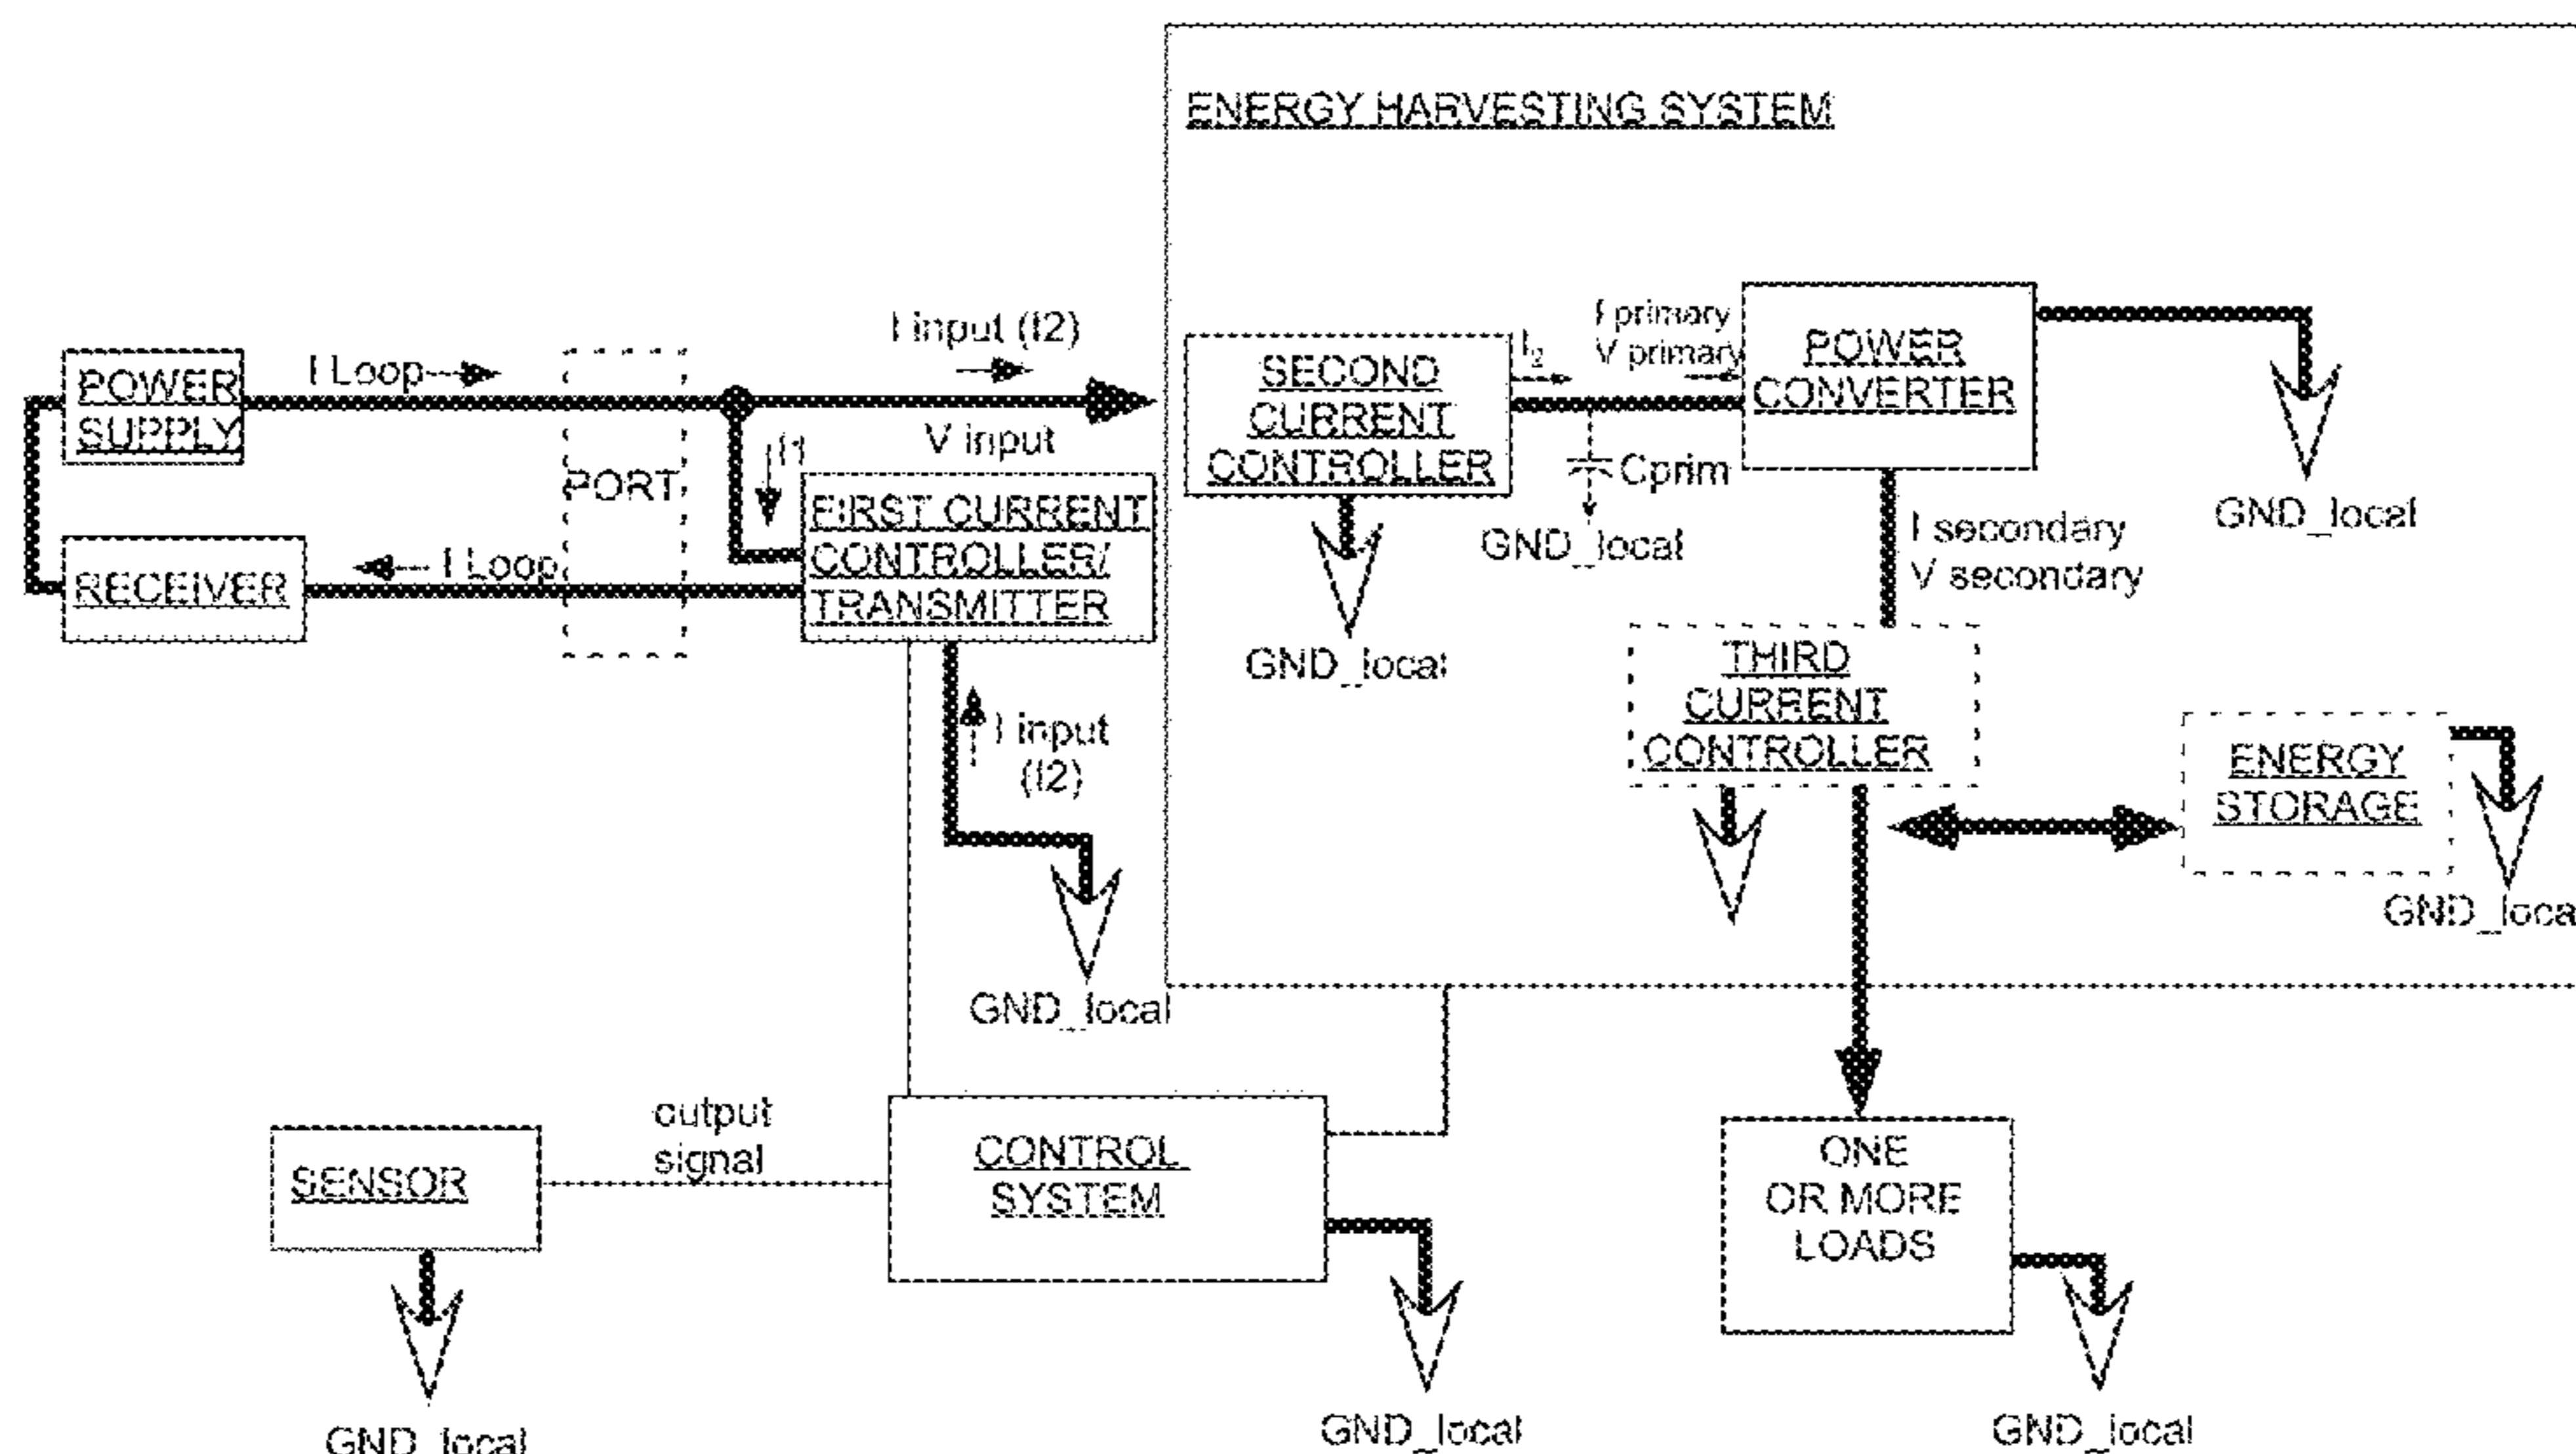 ENERGY HARVESTING SYSTEM
I input (I2)
I Loop
V input
POWER
SUPPLY
PORT
I1
FIRST CURRENT
CONTROLLER/
TRANSMITTER
I Loop
RECEIVER
I input
(I2)
GND_local
SECOND
CURRENT
CONTROLLER
GND_local
I2
I primary
V primary
Cprim
GND_local
POWER
CONVERTER
GND_local
I secondary
V secondary
THIRD
CURRENT
CONTROLLER
ENERGY
STORAGE
GND_loca
output
signal
SENSOR
GND_local
CONTROL
SYSTEM
GND_local
ONE
OR MORE
LOADS
GND_local